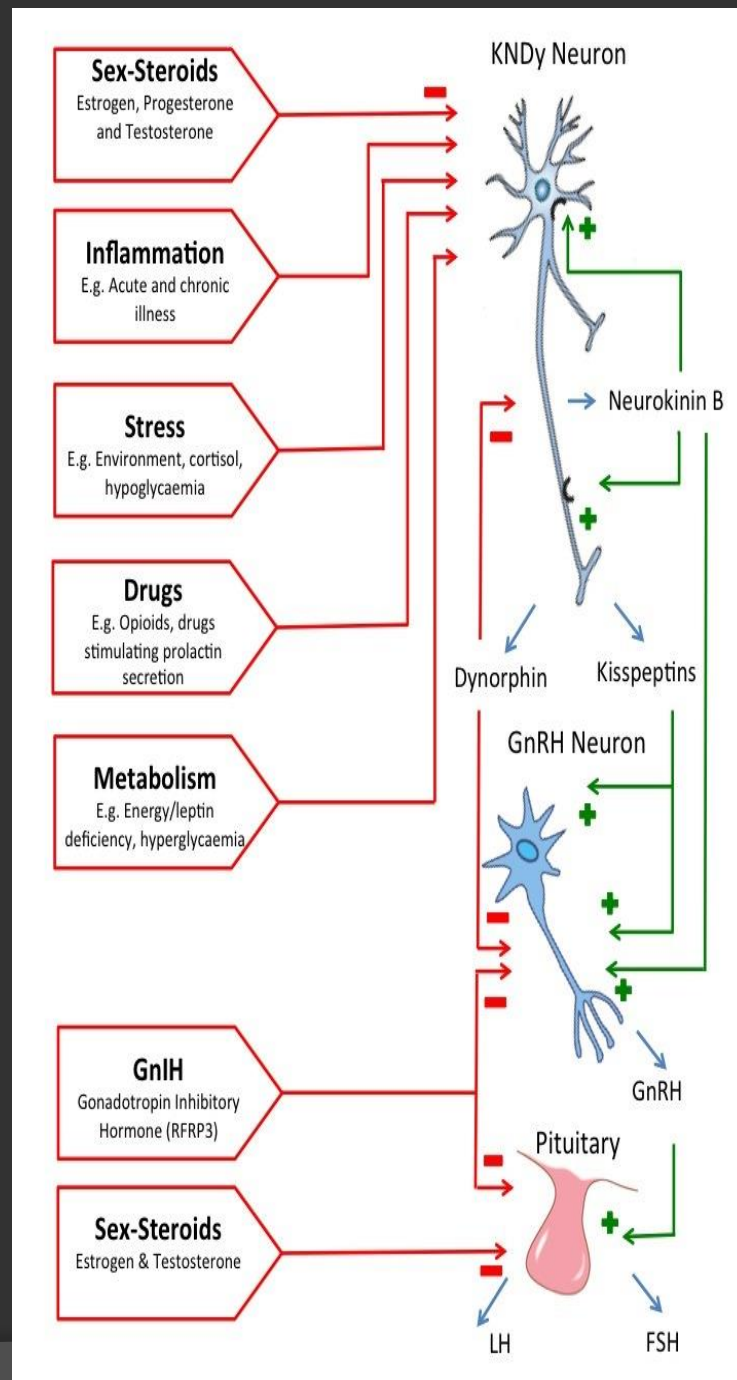 KNDy Neuron
Sex-Steroids
Estrogen, Progesterone
and Testosterone
Inflammation
E.g. Acute and chronic
illness
Stress
E.g. Environment, cortisol,
hypoglycaemia
Neurokinin B
Drugs
E.g. Opioids, drugs
stimulating prolactin
secretion
Dynorphin
Kisspeptins
GnRH Neuron
Metabolism
E.g. Energy/leptin
deficiency, hyperglycaemia
GnIH
Gonadotropin Inhibitory
Hormone (RFRP3)
GnRH
Pituitary
Sex-Steroids
Estrogen & Testosterone
LH
FSH